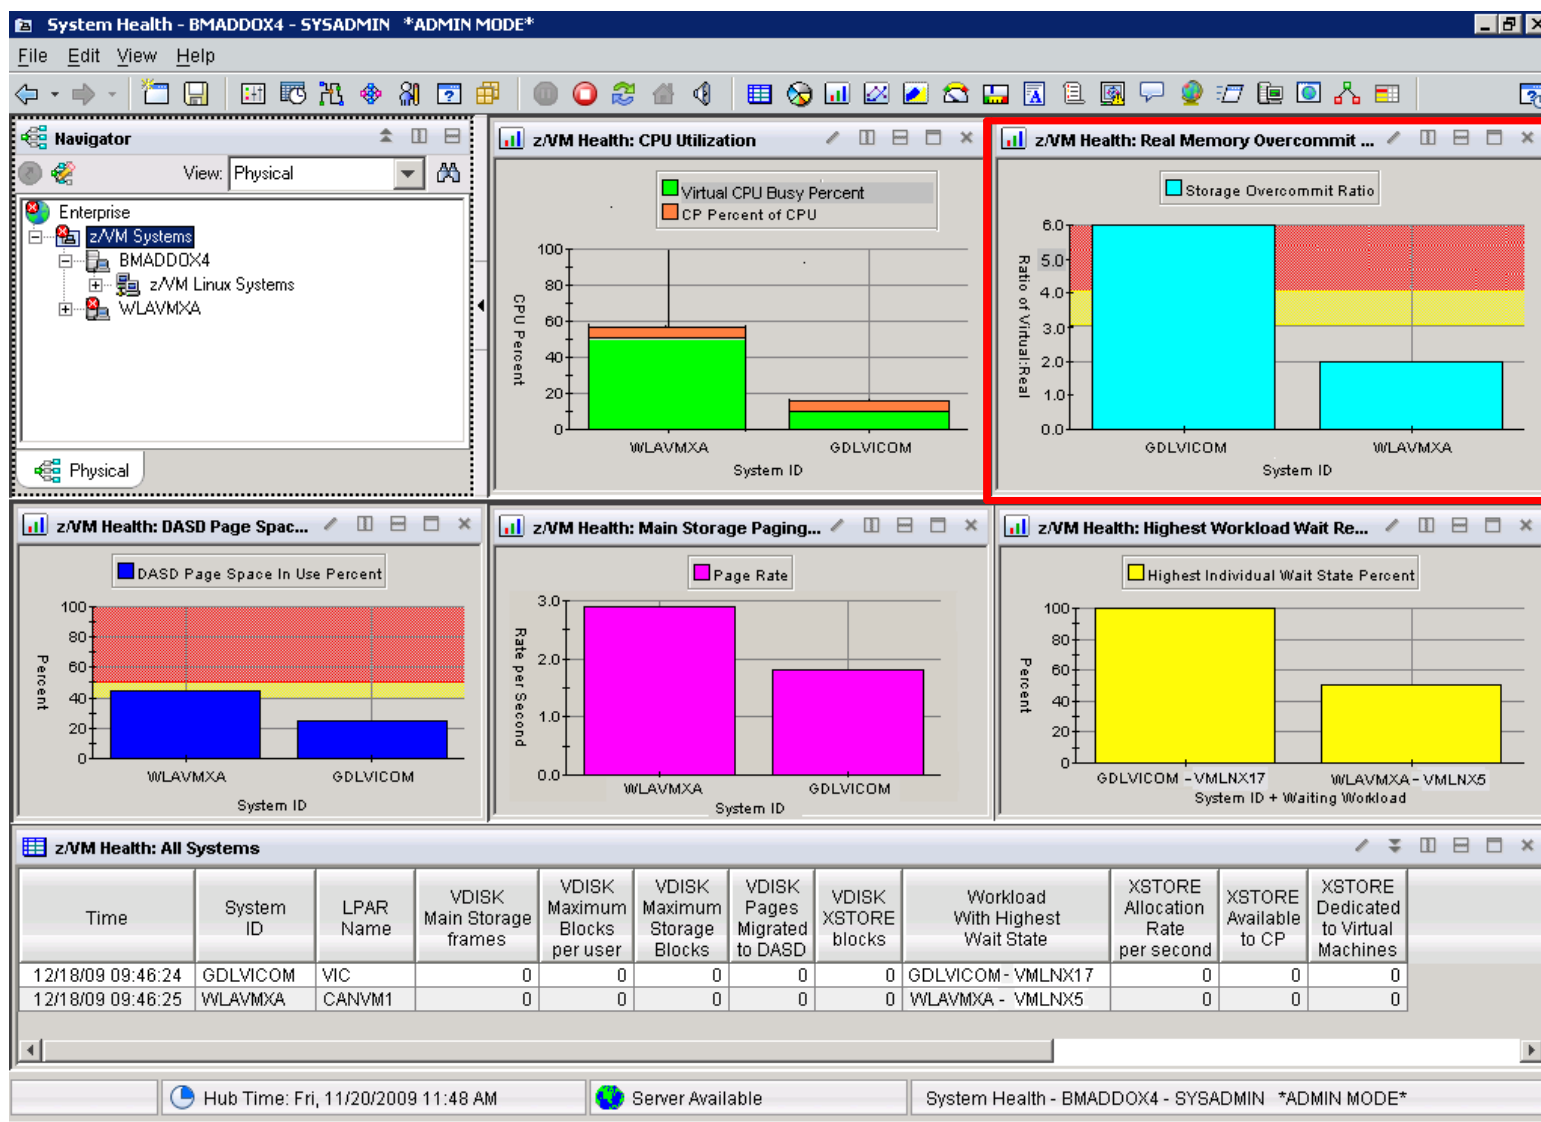 System Health - BMADDOX4 - SYSADMIN *ADMIN MODE*
File Edit View Help
Navigator
View: Physical
Enterprise
z/VM Systems
BMADDOX4
z/VM Linux Systems
WLAVMXA
Physical
z/VM Health: CPU Utilization
Virtual CPU Busy Percent
CP Percent of CPU
CPU Percent
100
80
60
40
20
0
WLAVMXA GDLVICOM
System ID
z/VM Health: Real Memory Overcommit ...
Storage Overcommit Ratio
Ratio of Virtual:Real
6.0
5.0
4.0
3.0
2.0
1.0
0.0
GDLVICOM WLAVMXA
System ID
z/VM Health: DASD Page Spac...
DASD Page Space In Use Percent
Percent
100
80
60
40
20
0
WLAVMXA GDLVICOM
System ID
z/VM Health: Main Storage Paging...
Page Rate
Rate per Second
3.0
2.0
1.0
0.0
WLAVMXA GDLVICOM
System ID
z/VM Health: Highest Workload Wait Re...
Highest Individual Wait State Percent
Percent
100
80
60
40
20
0
GDLVICOM - VMLNX17 WLAVMXA - VMLNX5
System ID + Waiting Workload
z/VM Health: All Systems
Time
System
ID
LPAR
Name
VDISK
Main Storage
frames
VDISK
Maximum
Blocks
per user
VDISK
Maximum
Storage
Blocks
VDISK
Pages
Migrated
to DASD
VDISK
XSTORE
blocks
Workload
With Highest
Wait State
XSTORE
Allocation
Rate
per second
XSTORE
Available
to CP
XSTORE
Dedicated
to Virtual
Machines
12/18/09 09:46:24 GDLVICOM VIC 0 0 0 0 0 GDLVICOM - VMLNX17 0 0 0
12/18/09 09:46:25 WLAVMXA CANVM1 0 0 0 0 0 WLAVMXA - VMLNX5 0 0 0
Hub Time: Fri, 11/20/2009 11:48 AM
Server Available
System Health - BMADDOX4 - SYSADMIN *ADMIN MODE*